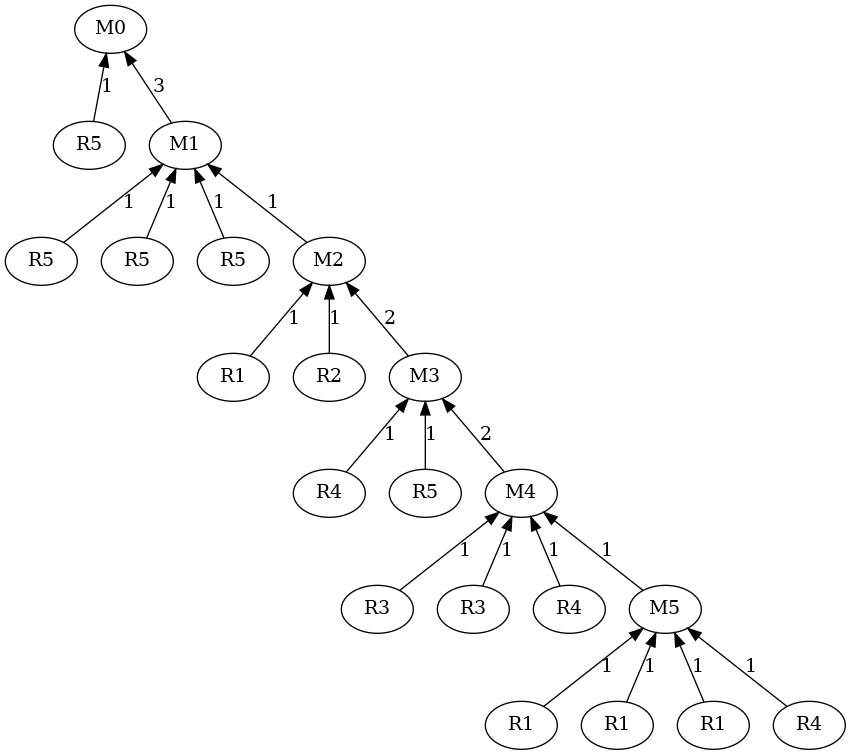 M0
1 3
R5 M1
1 1 1 1
R5 R5 R5 M2
1 1 2
R1 R2 M3
1 1 2
R4 R5 M4
1 1 1 1
R3 R3 R4 M5
1 1 1 1
R1 R1 R1 R4